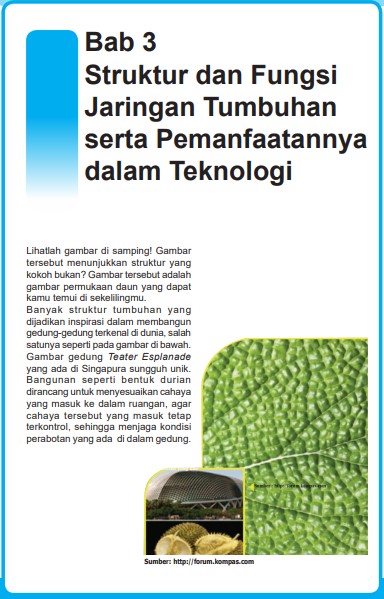 Bab 3
Struktur dan Fungsi
Jaringan Tumbuhan
serta Pemanfaatannya
dalam Teknologi
Lihatlah gambar di samping! Gambar
tersebut menunjukkan struktur yang
kokoh bukan? Gambar tersebut adalah
gambar permukaan daun yang dapat
kamu temui di sekelilingmu.
Banyak struktur tumbuhan yang
dijadikan inspirasi dalam membangun
gedung-gedung terkenal di dunia, salah
satunya seperti pada gambar di bawah.
Gambar gedung Teater Esplanade
yang ada di Singapura sungguh unik.
Bangunan seperti bentuk durian
dirancang untuk menyesuaikan cahaya
yang masuk ke dalam ruangan, agar
cahaya tersebut yang masuk tetap
terkontrol, sehingga menjaga kondisi
perabotan yang ada di dalam gedung.
Sumber: http://forum.kompas.com